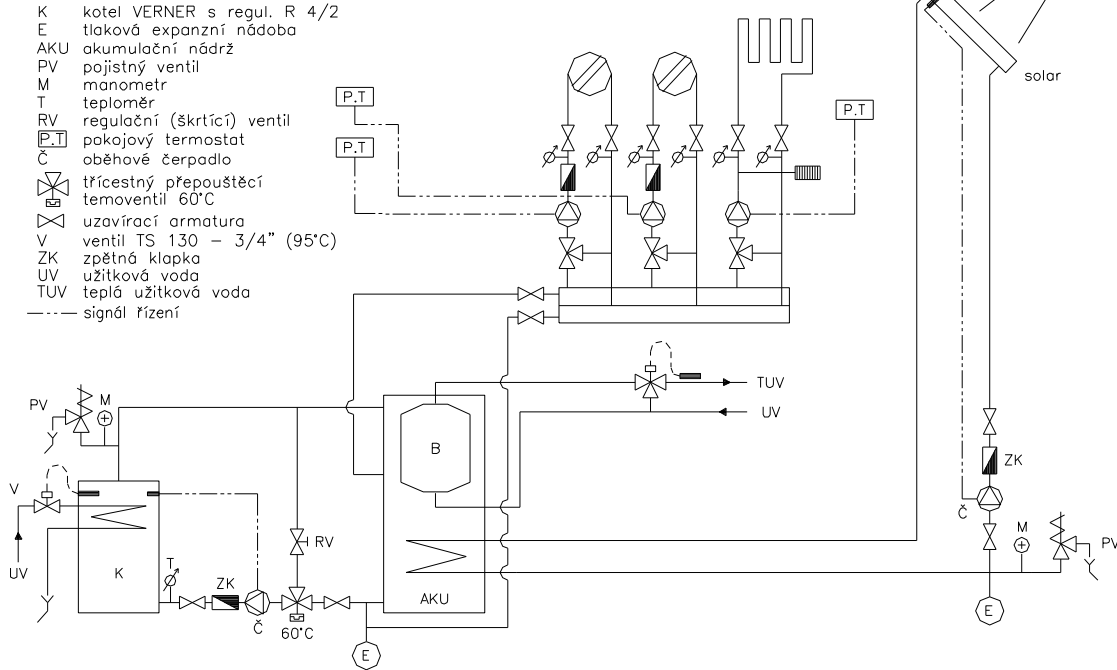 K kotel VERNER s regul. R 4/2
E tlaková expanzní nádoba
AKU akumulační nádrž
PV pojistný ventil
M manometr
T teploměr
RV regulační (škrtící) ventil
P.T pokojový termostat
Č oběhové čerpadlo
třícestný přepouštěcí
temoventil 60°C
uzavírací armatura
V ventil TS 130 – 3/4" (95°C)
ZK zpětná klapka
UV užitková voda
TUV teplá užitková voda
signál řízení
P.T
P.T
P.T
solar
TUV
UV
PV
M
B
V
UV
K
T
ZK
Č
60°C
RV
AKU
E
ZK
Č
M
PV
E